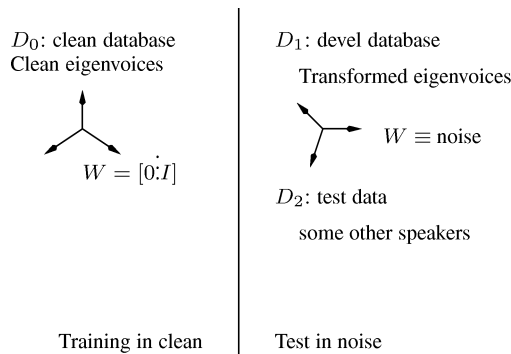 D₀: clean database
Clean eigenvoices
W = [0⋮I]
Training in clean
D₁: devel database
Transformed eigenvoices
W ≡ noise
D₂: test data
some other speakers
Test in noise